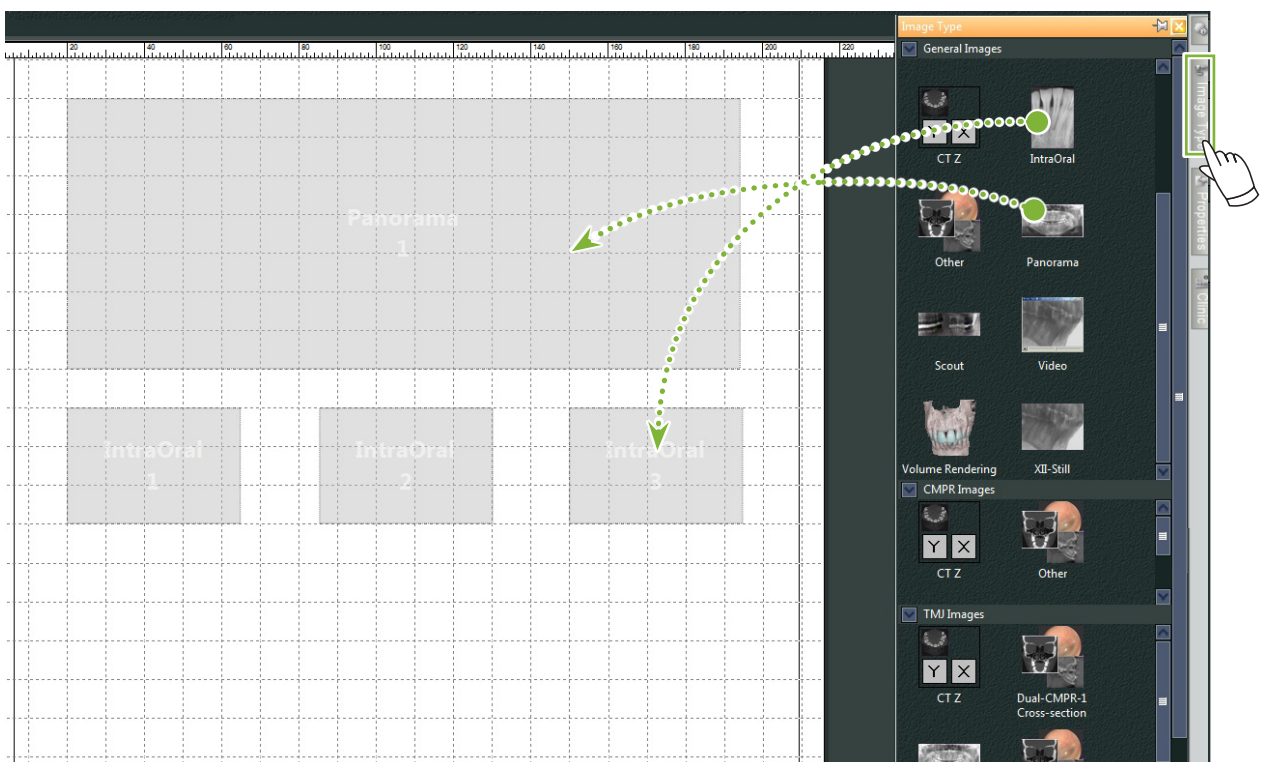 Image Type
General Images
20 40 60 80 100 120 140 160 180 200 220
Y X
CT Z
IntraOral
Other
Panorama
Scout
Video
Volume Rendering
XII-Still
CMPR Images
Y X
CT Z
Other
TMJ Images
Y X
CT Z
Dual-CMPR-1
Cross-section
Panorama
1
IntraOral
1
IntraOral
2
IntraOral
3
Image Type
Properties
Clinic